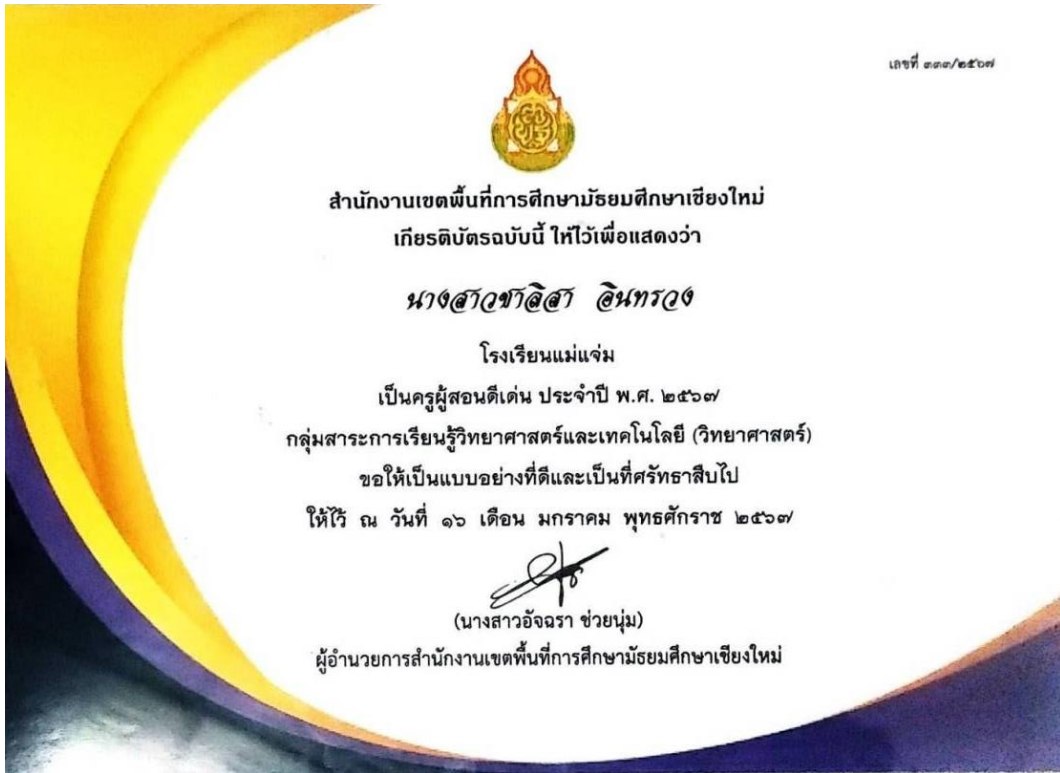 เลขที่ ๓๓๓/๒๕๖๗
สำนักงานเขตพื้นที่การศึกษามัธยมศึกษาเชียงใหม่
เกียรติบัตรฉบับนี้ ให้ไว้เพื่อแสดงว่า
นางสาวชาลิสา อินทรวง
โรงเรียนแม่แจ่ม
เป็นครูผู้สอนดีเด่น ประจำปี พ.ศ. ๒๕๖๗
กลุ่มสาระการเรียนรู้วิทยาศาสตร์และเทคโนโลยี (วิทยาศาสตร์)
ขอให้เป็นแบบอย่างที่ดีและเป็นที่ศรัทธาสืบไป
ให้ไว้ ณ วันที่ ๑๖ เดือน มกราคม พุทธศักราช ๒๕๖๗
(นางสาวอัจฉรา ช่วยนุ่ม)
ผู้อำนวยการสำนักงานเขตพื้นที่การศึกษามัธยมศึกษาเชียงใหม่